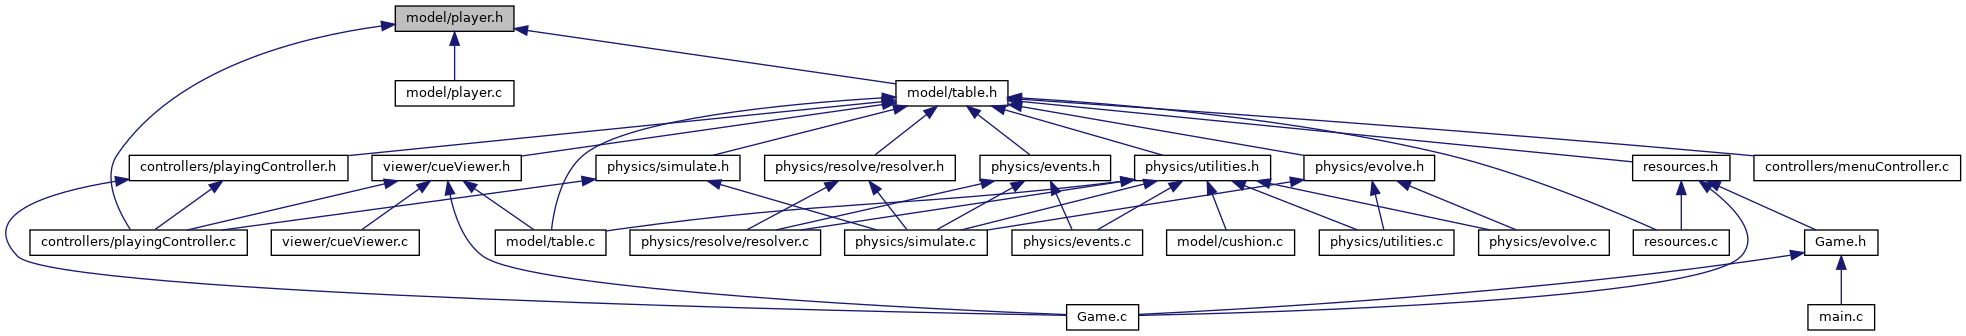 model/player.h
model/player.c
model/table.h
controllers/playingController.h
viewer/cueViewer.h
physics/simulate.h
physics/resolve/resolver.h
physics/events.h
physics/utilities.h
physics/evolve.h
resources.h
controllers/menuController.c
controllers/playingController.c
viewer/cueViewer.c
model/table.c
physics/resolve/resolver.c
physics/simulate.c
physics/events.c
model/cushion.c
physics/utilities.c
physics/evolve.c
resources.c
Game.h
Game.c
main.c